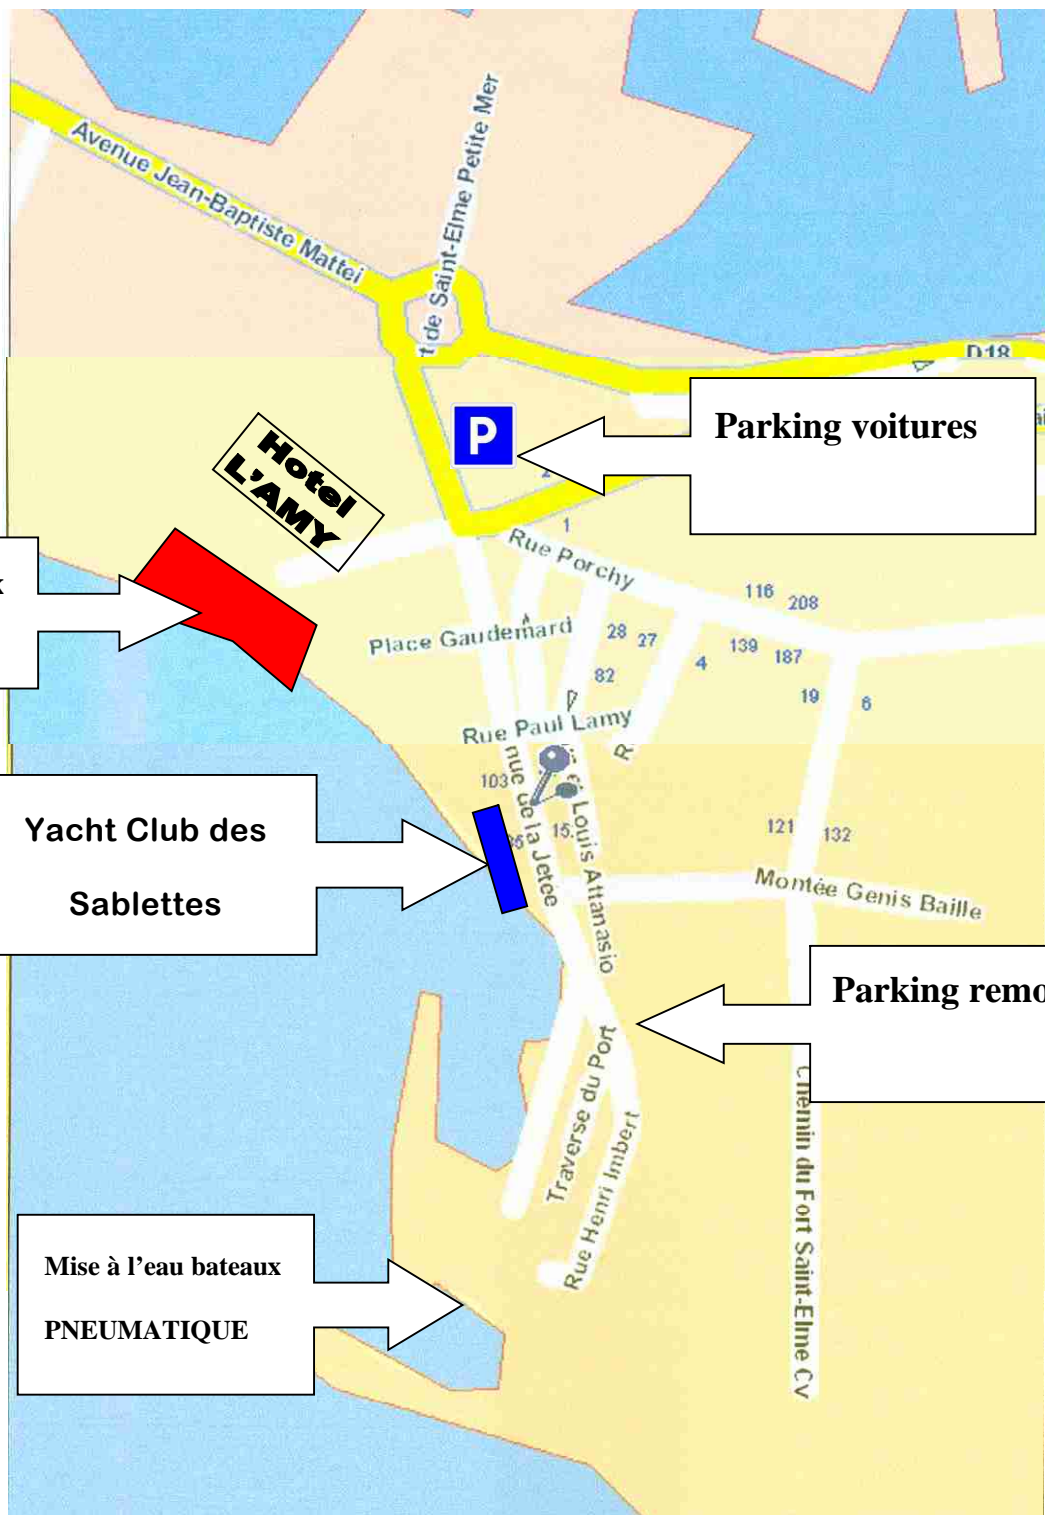 Avenue Jean-Baptiste Mattei
t de Saint-Elme Petite Mer
D18
P
Parking voitures
Hotel
L'AMY
1
Rue Porchy
116
208
Place Gaudemard
28
27
139
187
4
82
19
6
Rue Paul Lamy
R
103
nue de la Jetée
Louis Attanasio
15
121
132
Yacht Club des
Sablettes
Montée Genis Baille
Parking remo
Traverse du Port
Rue Henri Imbert
Chemin du Fort Saint-Elme Cv
Mise à l'eau bateaux
PNEUMATIQUE